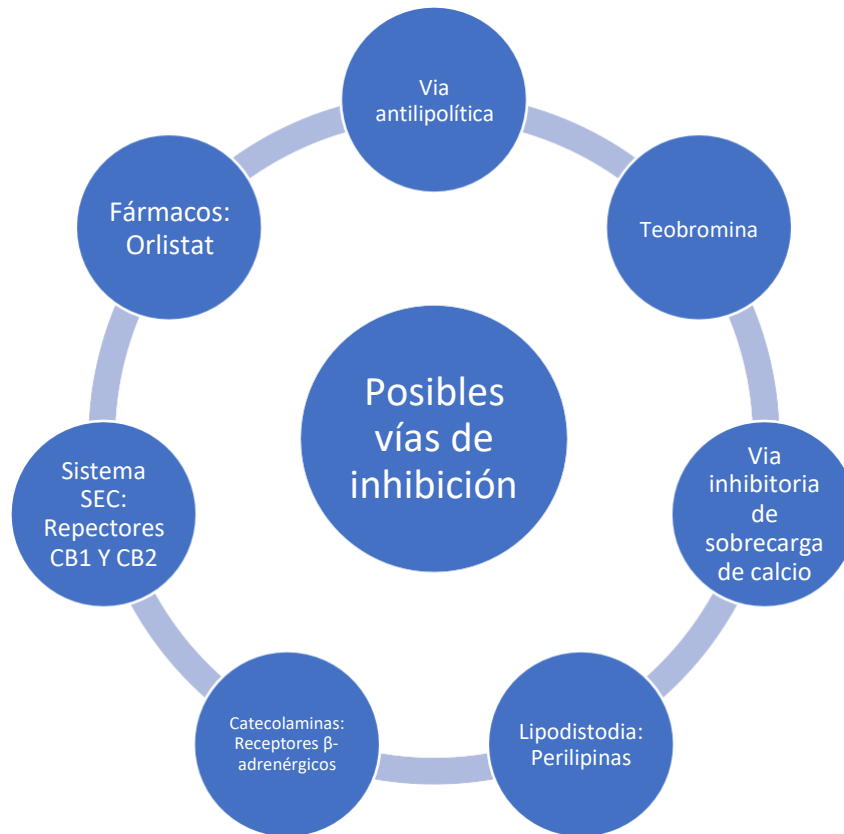 Via
antilipolítica
Teobromina
Via
inhibitoria
de
sobrecarga
de calcio
Lipodistodia:
Perilipinas
Catecolaminas:
Receptores β-
adrenérgicos
Sistema
SEC:
Repectores
CB1 Y CB2
Fármacos:
Orlistat
Posibles
vías de
inhibición